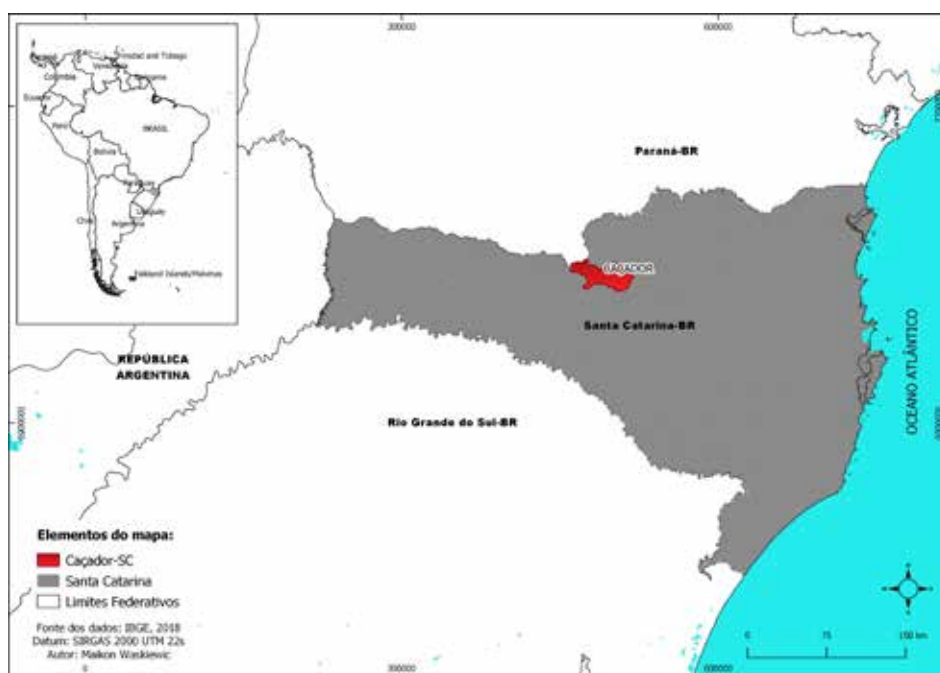 300000
600000
Trinidad and Tobago
Colombia
Ecuador
Perú
BRASIL
Bolivia
Paraguay
Uruguay
Chile
Argentina
Falkland Islands/Malvinas
Paraná-BR
CAÇADOR
Santa Catarina-BR
REPÚBLICA
ARGENTINA
Rio Grande do Sul-BR
OCEANO ATLÂNTICO
Elementos do mapa:
Caçador-SC
Santa Catarina
Limites Federativos
Fonte dos dados: IBGE, 2018
Datum: SIRGAS 2000 UTM 22s
Autor: Maikon Waskiewic
0
75
150 km
0
300000
600000